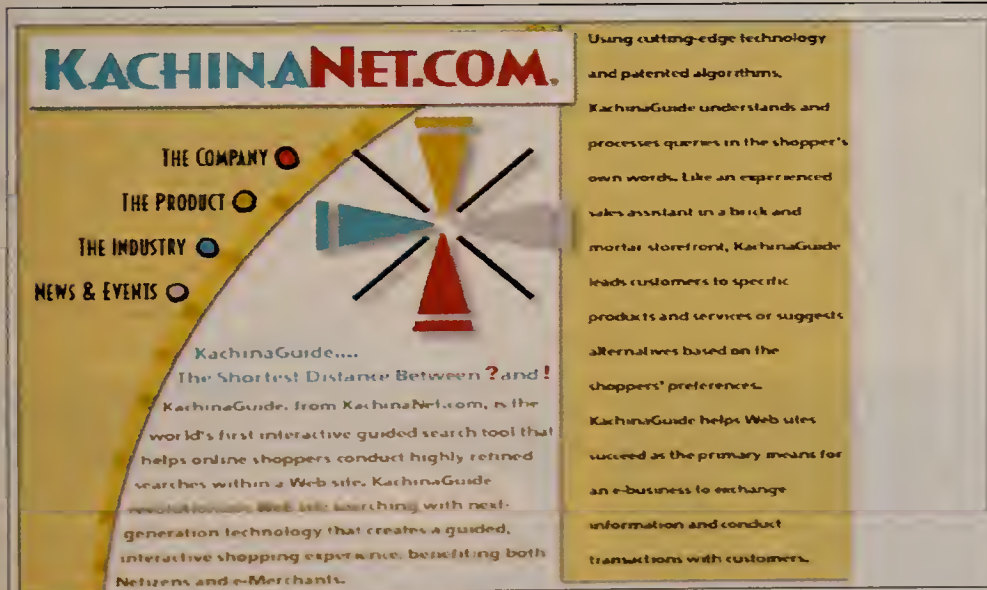 KACHINANET.COM.
THE COMPANY
THE PRODUCT
THE INDUSTRY
NEWS & EVENTS
KachinaGuide....
The Shortest Distance Between ? and !
KachinaGuide, from KachinaNet.com, is the
world's first interactive guided search tool that
helps online shoppers conduct highly refined
searches within a Web site. KachinaGuide
revolutionizes Web site searching with next-
generation technology that creates a guided,
interactive shopping experience, benefiting both
Netizens and e-Merchants.
Using cutting-edge technology
and patented algorithms,
KachinaGuide understands and
processes queries in the shopper's
own words. Like an experienced
sales assistant in a brick and
mortar storefront, KachinaGuide
leads customers to specific
products and services or suggests
alternatives based on the
shoppers' preferences.
KachinaGuide helps Web sites
succeed as the primary means for
an e-business to exchange
information and conduct
transactions with customers.